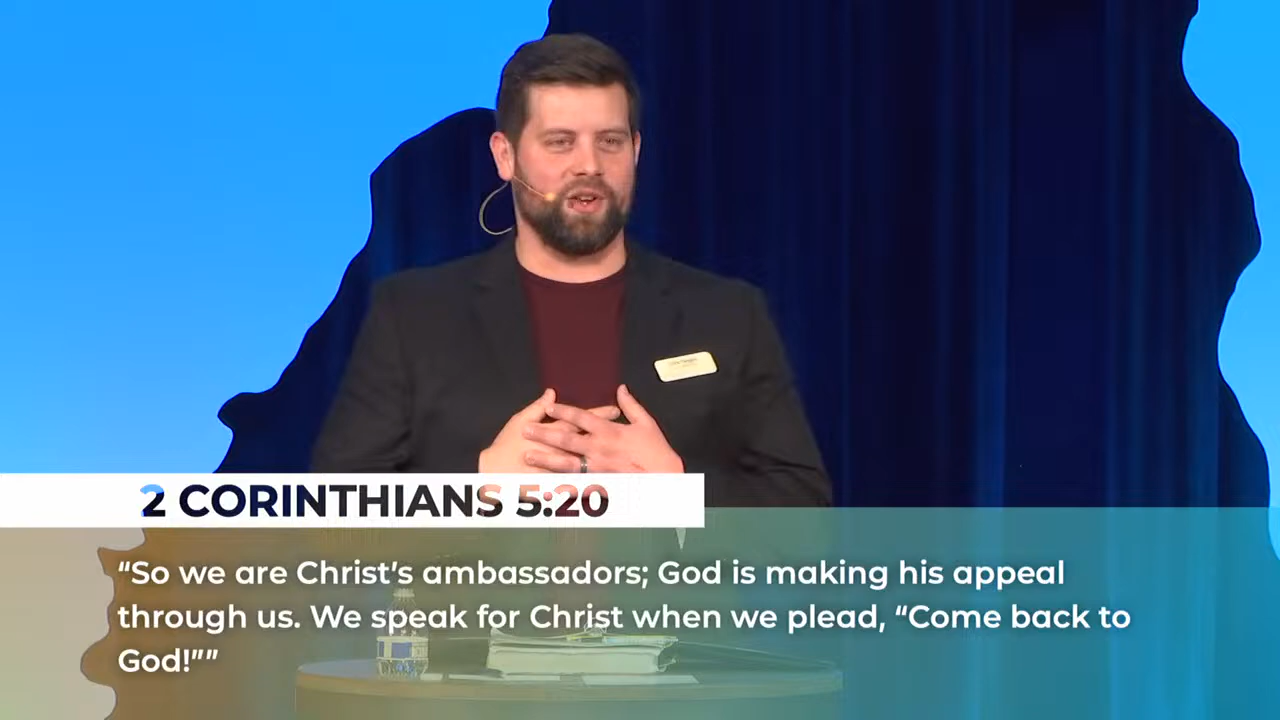 2 CORINTHIANS 5:20
“So we are Christ’s ambassadors; God is making his appeal
through us. We speak for Christ when we plead, “Come back to
God!””